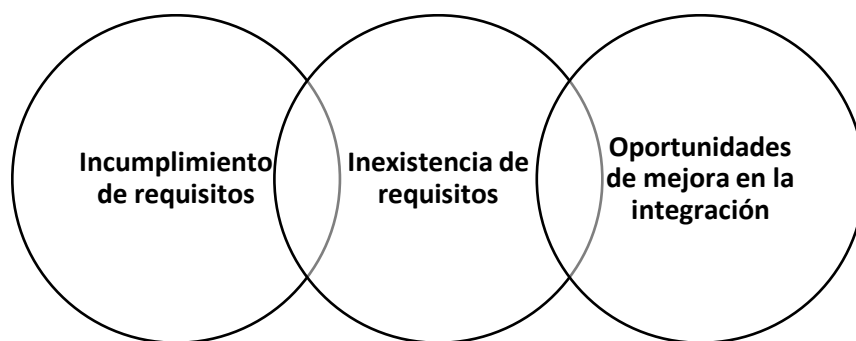 Incumplimiento
de requisitos
Inexistencia de
requisitos
Oportunidades
de mejora en la
integración